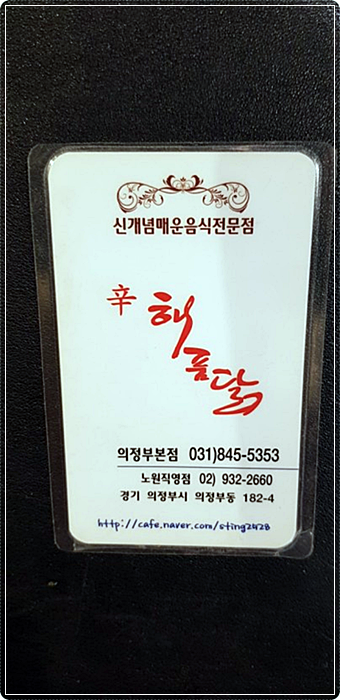 신개념매운음식전문점
辛 해품닭
의정부본점 031)845-5353
노원직영점 02) 932-2660
경기 의정부시 의정부동 182-4
http://cafe.naver.com/sting2428